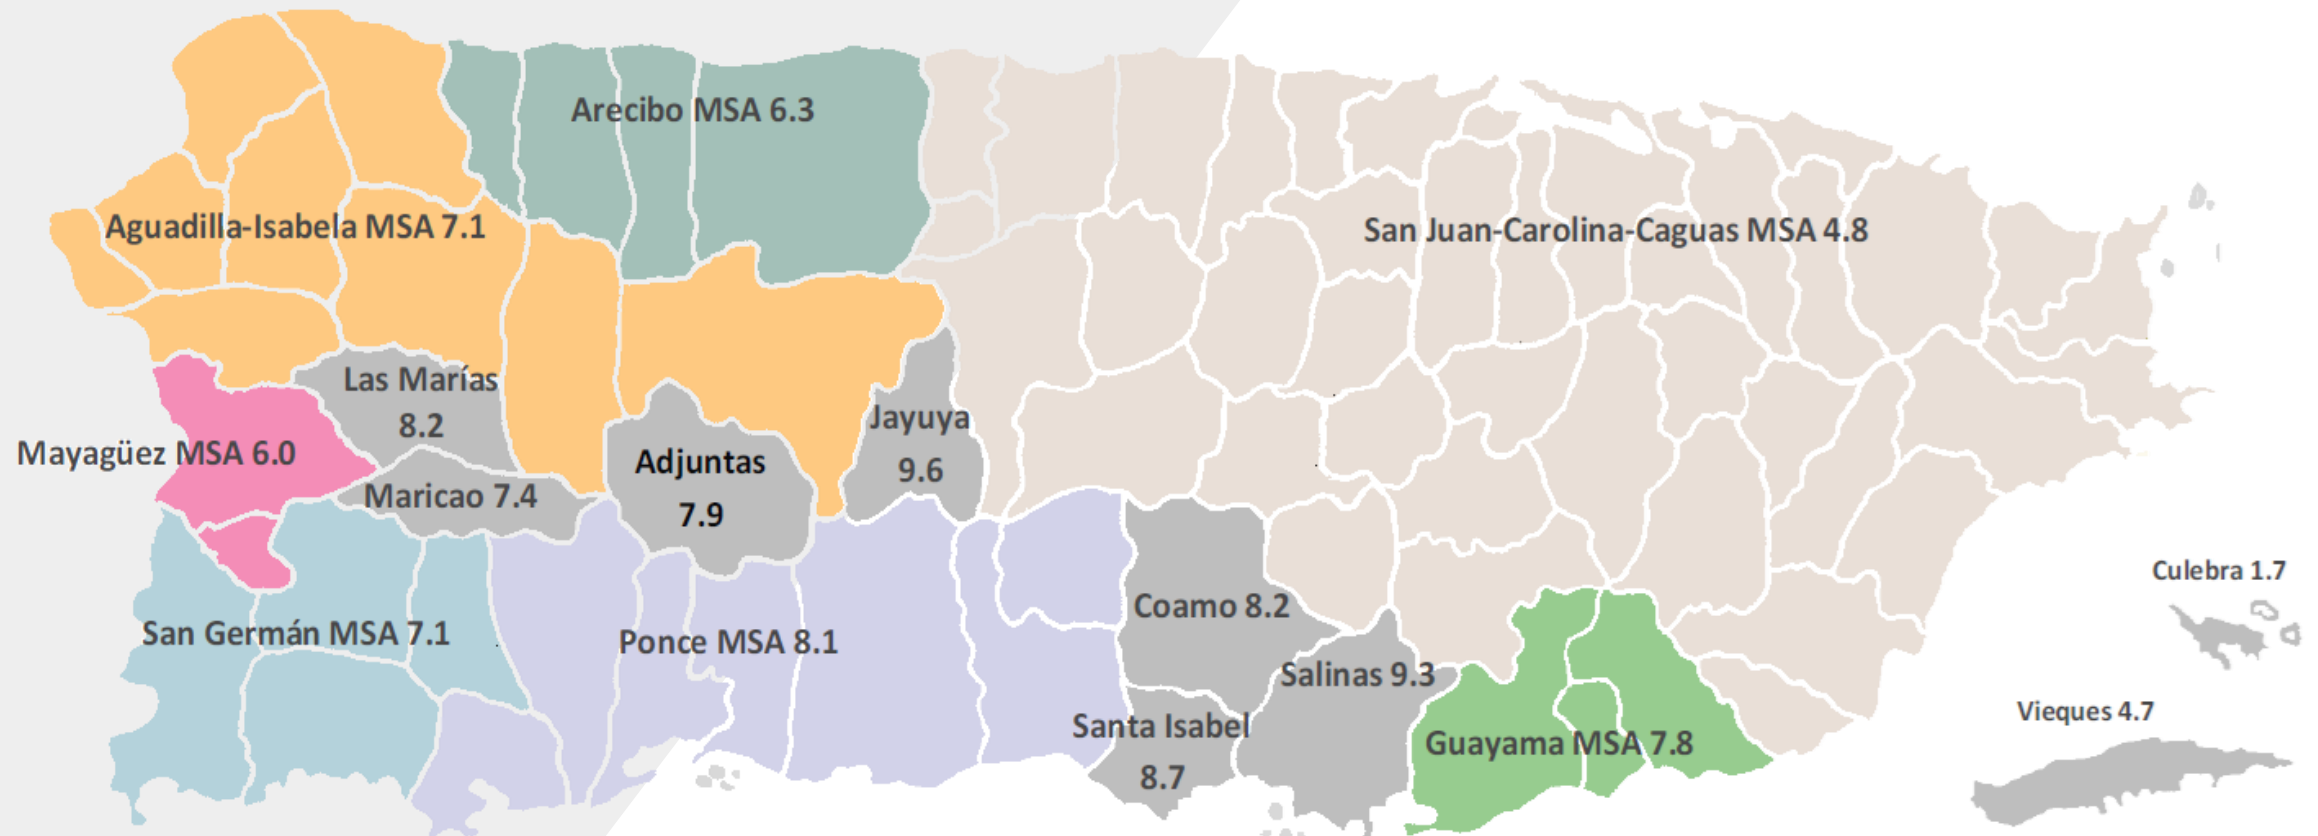 Arecibo MSA 6.3
Aguadilla-Isabela MSA 7.1
San Juan-Carolina-Caguas MSA 4.8
Las Marías
8.2
Jayuya
9.6
Mayagüez MSA 6.0
Adjuntas
7.9
Maricao 7.4
Culebra 1.7
Coamo 8.2
San Germán MSA 7.1
Ponce MSA 8.1
Salinas 9.3
Vieques 4.7
Santa Isabel
8.7
Guayama MSA 7.8